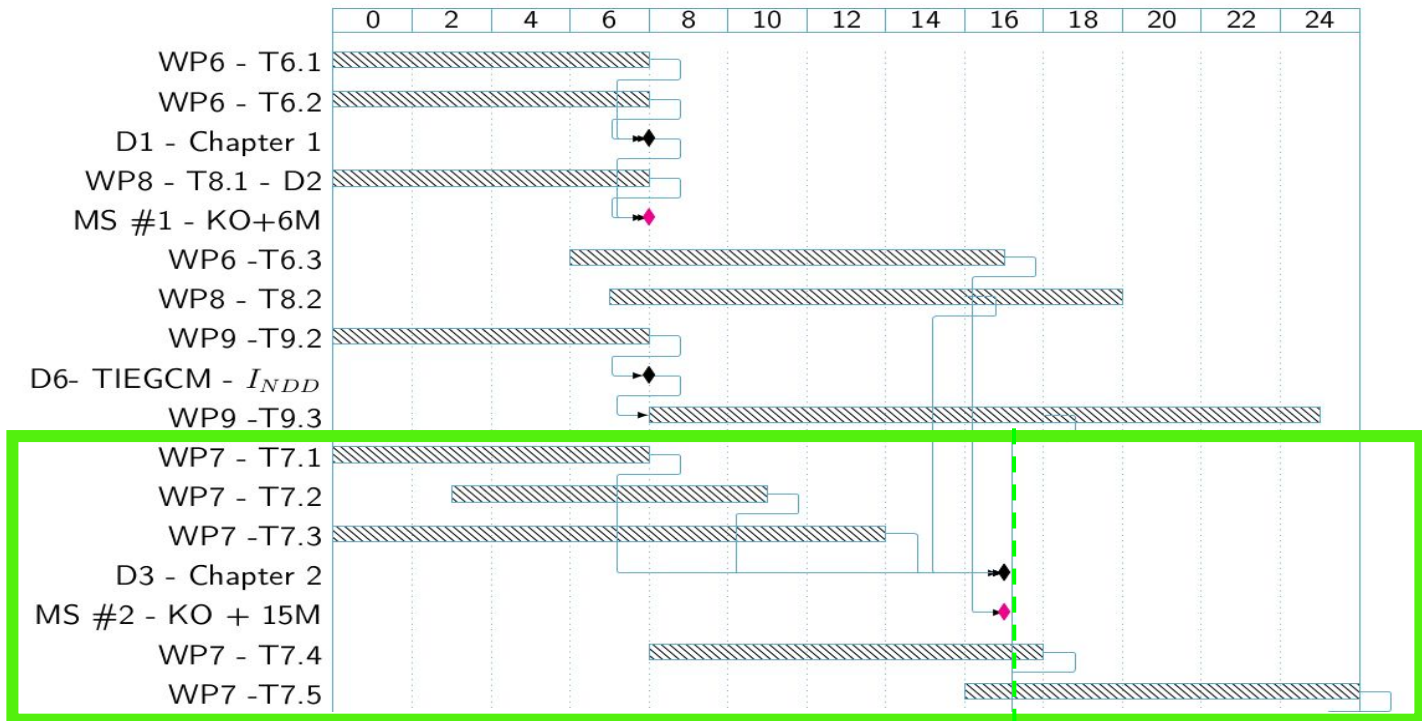 0 2 4 6 8 10 12 14 16 18 20 22 24
WP6 - T6.1
WP6 - T6.2
D1 - Chapter 1
WP8 - T8.1 - D2
MS #1 - KO+6M
WP6 -T6.3
WP8 - T8.2
WP9 -T9.2
D6- TIEGCM - I_{NDD}
WP9 -T9.3
WP7 - T7.1
WP7 - T7.2
WP7 -T7.3
D3 - Chapter 2
MS #2 - KO + 15M
WP7 - T7.4
WP7 -T7.5